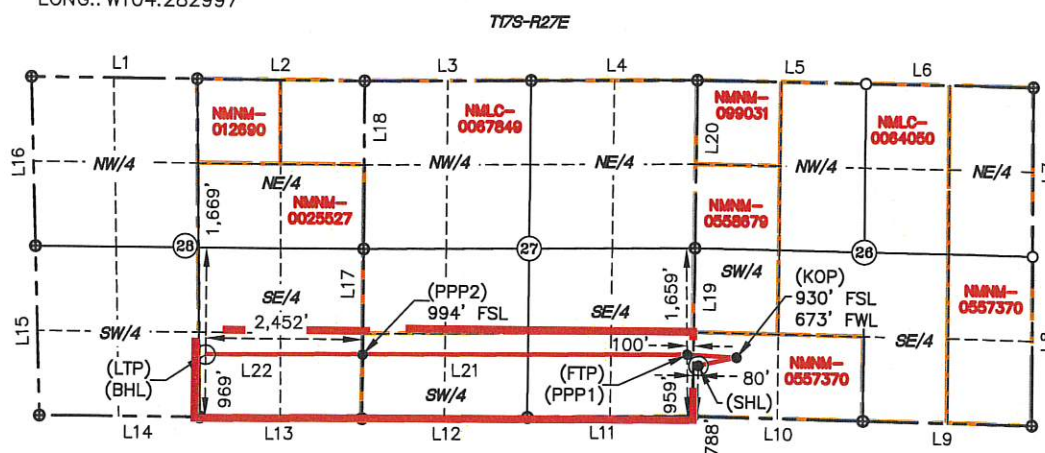 LONG.: W104.282997
T17S-R27E
L1
L2
L3
L4
L5
L6
NMNM-
012690
L18
NMLC-
0067849
L20
NMNM-
099031
NMLC-
0064050
L16
NW/4
NE/4
NW/4
NE/4
NW/4
NE/4
L7
1,669'
NMNM-
0025527
NMNM-
0558679
28
27
26
SE/4
L17
(PPP2)
994' FSL
1,659'
SE/4
L19
SW/4
(KOP)
930' FSL
673' FWL
NMNM-
0557370
L15
SW/4
2,452'
100'
SE/4
(LTP)
(BHL)
969'
L22
L21
SW/4
(FTP)
(PPP1)
959'
80'
(SHL)
NMNM-
0557370
L14
L13
L12
L11
788'
L10
L9